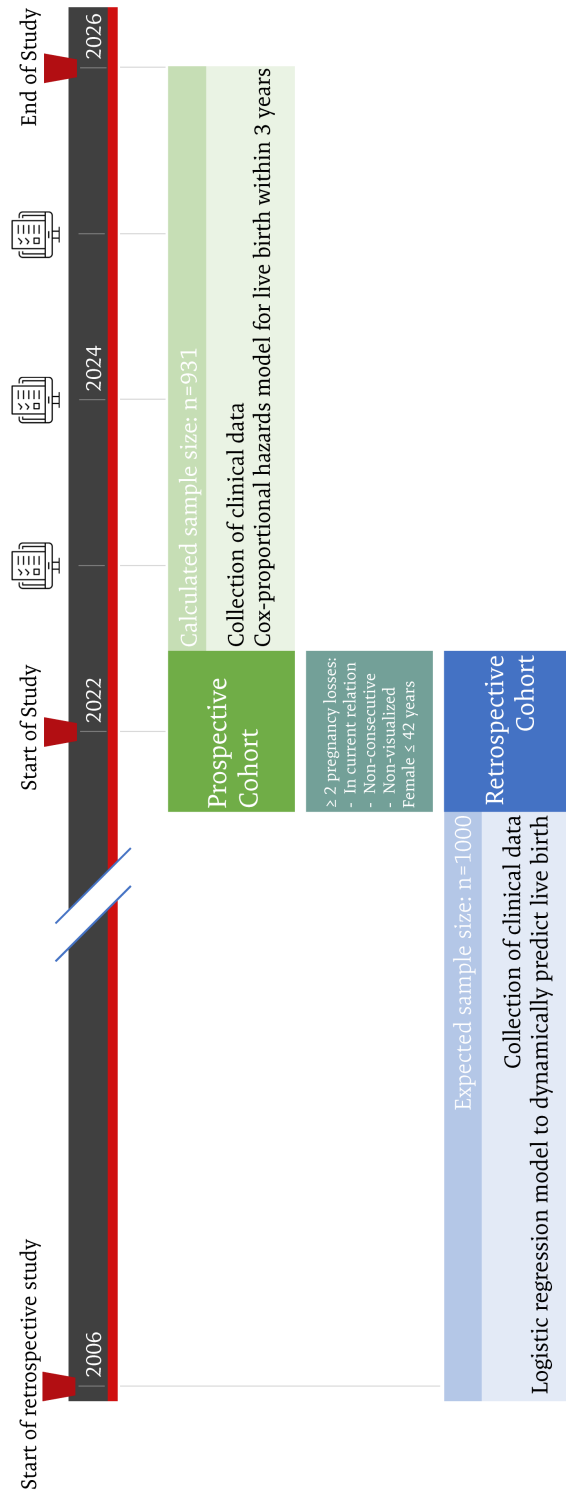 Start of retrospective study
Start of Study
End of Study
2006
2022
2024
2026
Prospective
Cohort
Calculated sample size: n=931
Collection of clinical data
Cox-proportional hazards model for live birth within 3 years
≥ 2 pregnancy losses:
- In current relation
- Non-consecutive
- Non-visualized
Female ≤ 42 years
Retrospective
Cohort
Expected sample size: n=1000
Collection of clinical data
Logistic regression model to dynamically predict live birth